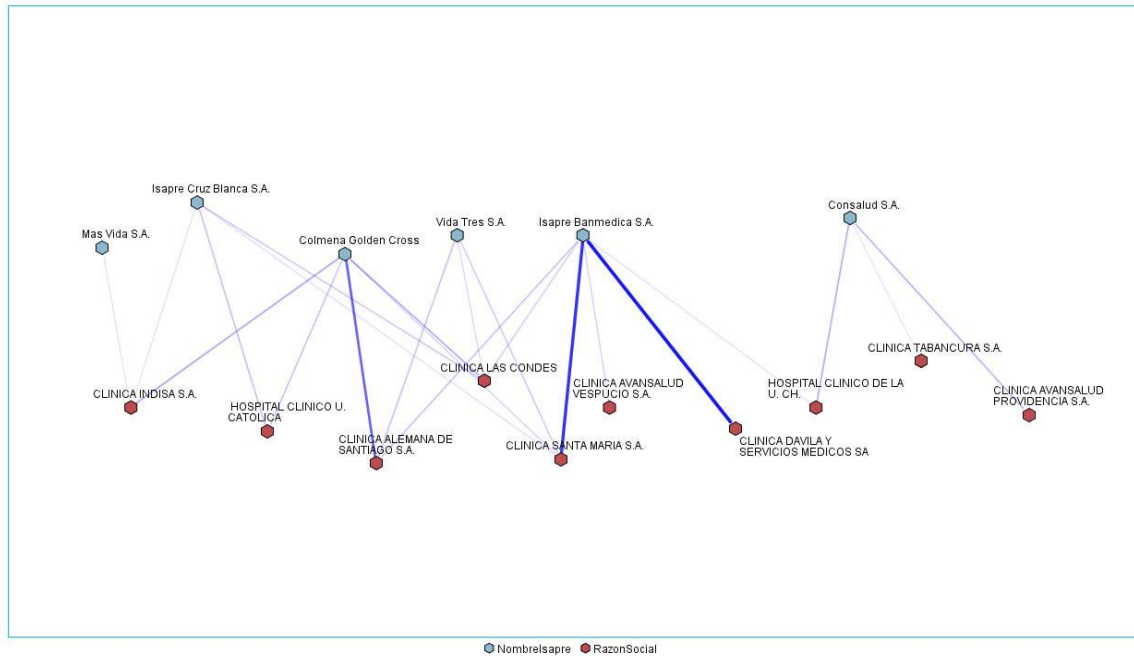 Isapre Cruz Blanca S.A.
Consalud S.A.
Mas Vida S.A.
Vida Tres S.A.
Isapre Banmedica S.A.
Colmena Golden Cross
CLINICA TABANCURA S.A.
CLINICA LAS CONDES
CLINICA INDISA S.A.
HOSPITAL CLINICO U.
CATOLICA
CLINICA AVANSALUD
VESPUCIO S.A.
HOSPITAL CLINICO DE LA
U. CH.
CLINICA AVANSALUD
PROVIDENCIA S.A.
CLINICA ALEMANA DE
SANTIAGO S.A.
CLINICA SANTA MARIA S.A.
CLINICA DAVILA Y
SERVICIOS MEDICOS SA
NombreIsapre
RazonSocial